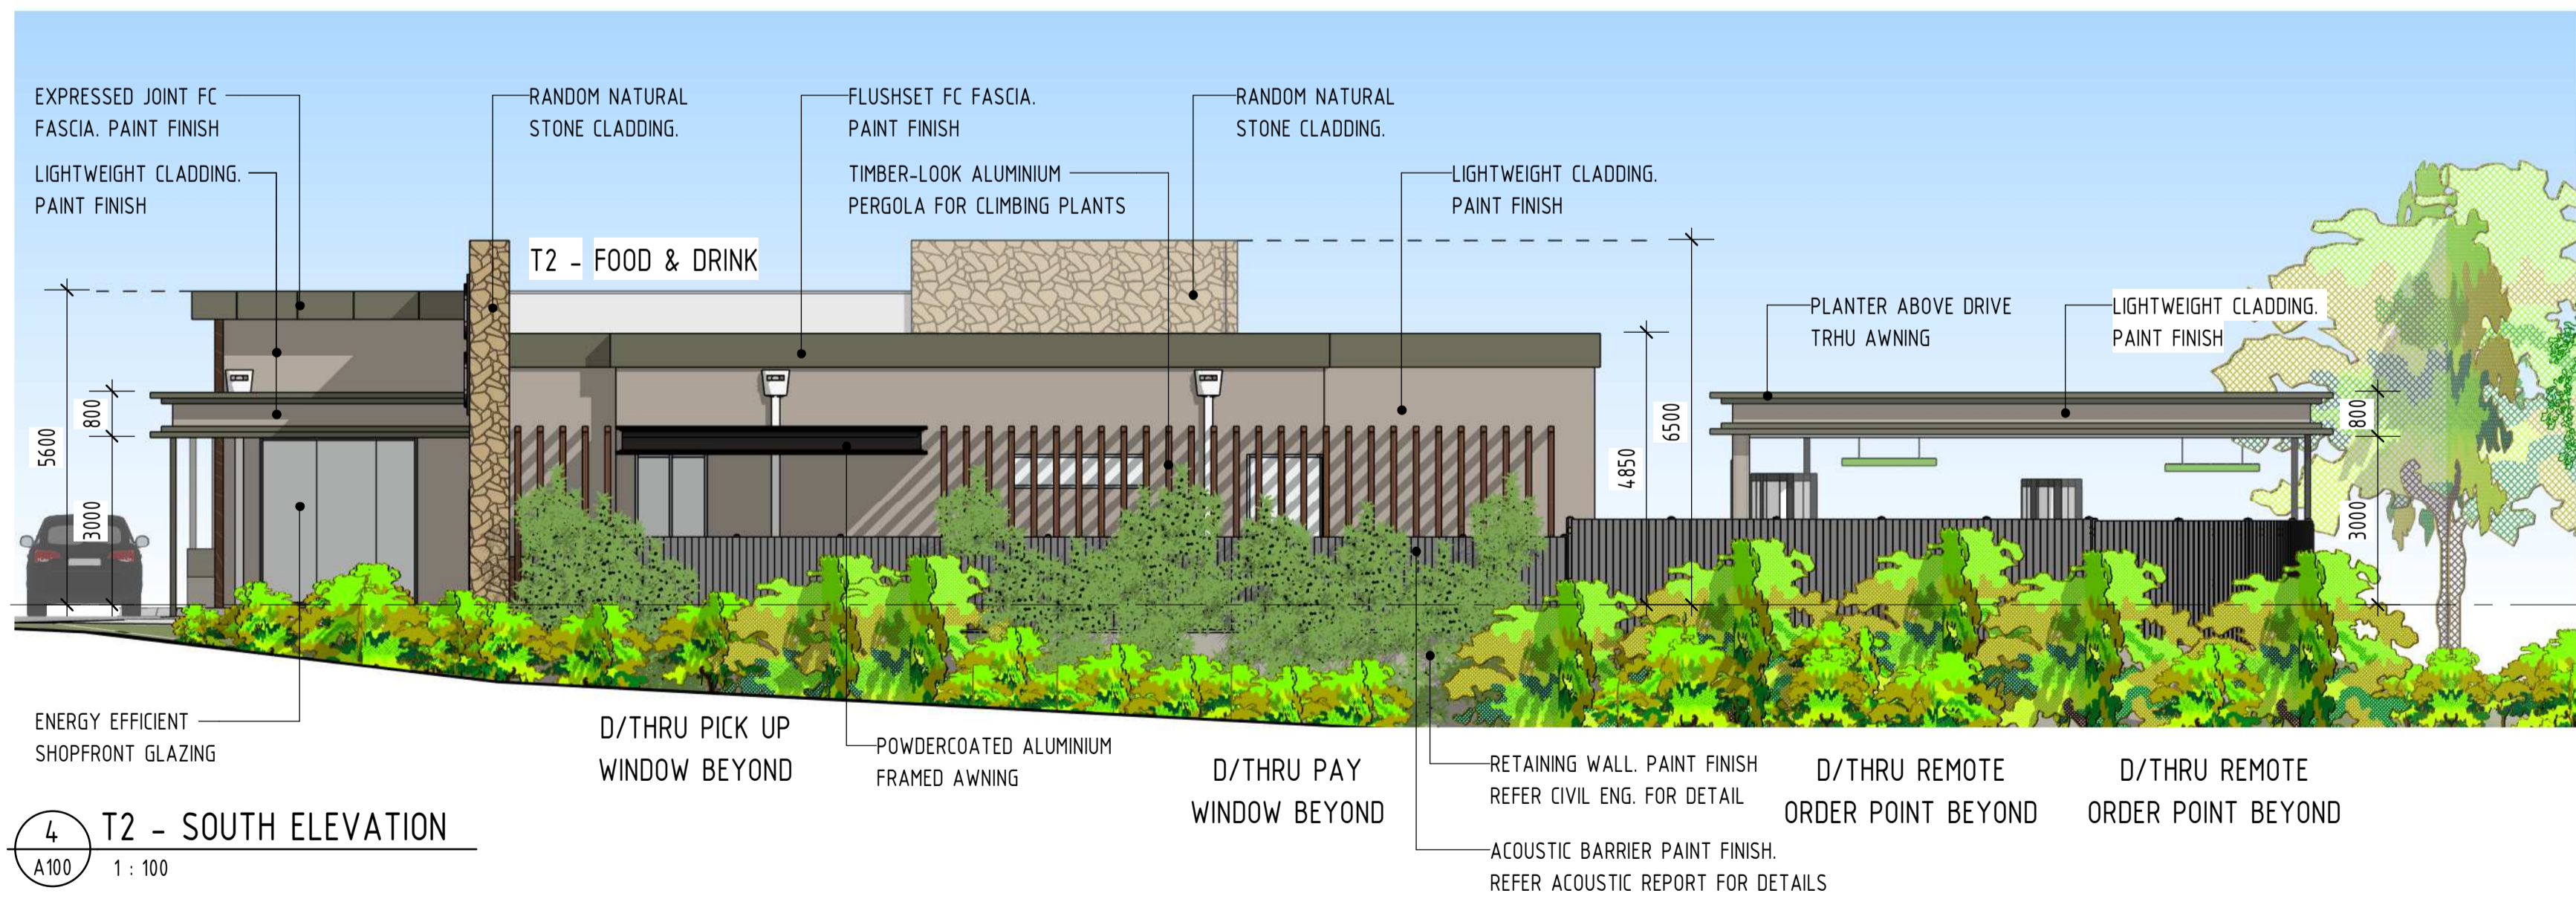 EXPRESSED JOINT FC
FASCIA. PAINT FINISH
LIGHTWEIGHT CLADDING.
PAINT FINISH
RANDOM NATURAL
STONE CLADDING.
FLUSHSET FC FASCIA.
PAINT FINISH
TIMBER-LOOK ALUMINIUM
PERGOLA FOR CLIMBING PLANTS
RANDOM NATURAL
STONE CLADDING.
LIGHTWEIGHT CLADDING.
PAINT FINISH
T2 - FOOD & DRINK
PLANTER ABOVE DRIVE
TRHU AWNING
LIGHTWEIGHT CLADDING.
PAINT FINISH
5600
800
3000
4850
6500
800
3000
ENERGY EFFICIENT
SHOPFRONT GLAZING
D/THRU PICK UP
WINDOW BEYOND
POWDERCOATED ALUMINIUM
FRAMED AWNING
D/THRU PAY
WINDOW BEYOND
RETAINING WALL. PAINT FINISH
REFER CIVIL ENG. FOR DETAIL
ACOUSTIC BARRIER PAINT FINISH.
REFER ACOUSTIC REPORT FOR DETAILS
D/THRU REMOTE
ORDER POINT BEYOND
D/THRU REMOTE
ORDER POINT BEYOND
4
A100
T2 - SOUTH ELEVATION
1 : 100